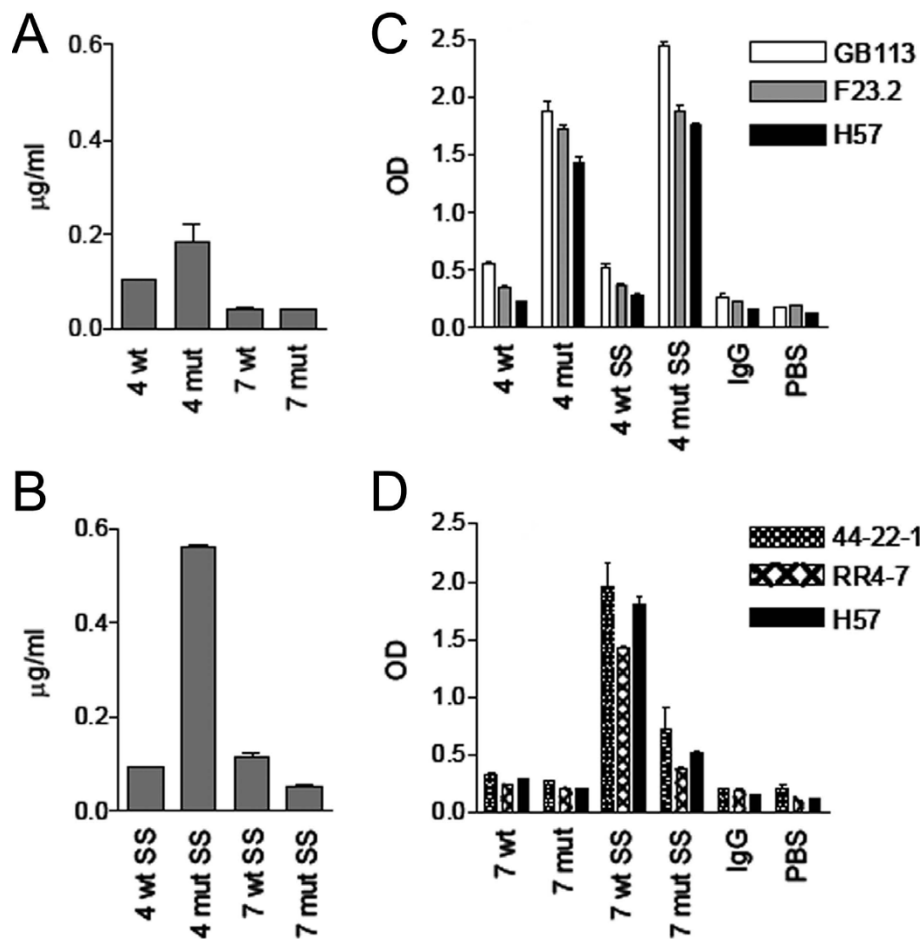 A
0.6
0.4
0.2
0.0
µg/ml
4 wt
4 mut
7 wt
7 mut
C
2.5
2.0
1.5
1.0
0.5
0.0
OD
GB113
F23.2
H57
4 wt
4 mut
4 wt SS
4 mut SS
IgG
PBS
B
0.6
0.4
0.2
0.0
µg/ml
4 wt SS
4 mut SS
7 wt SS
7 mut SS
D
2.5
2.0
1.5
1.0
0.5
0.0
OD
44-22-1
RR4-7
H57
7 wt
7 mut
7 wt SS
7 mut SS
IgG
PBS